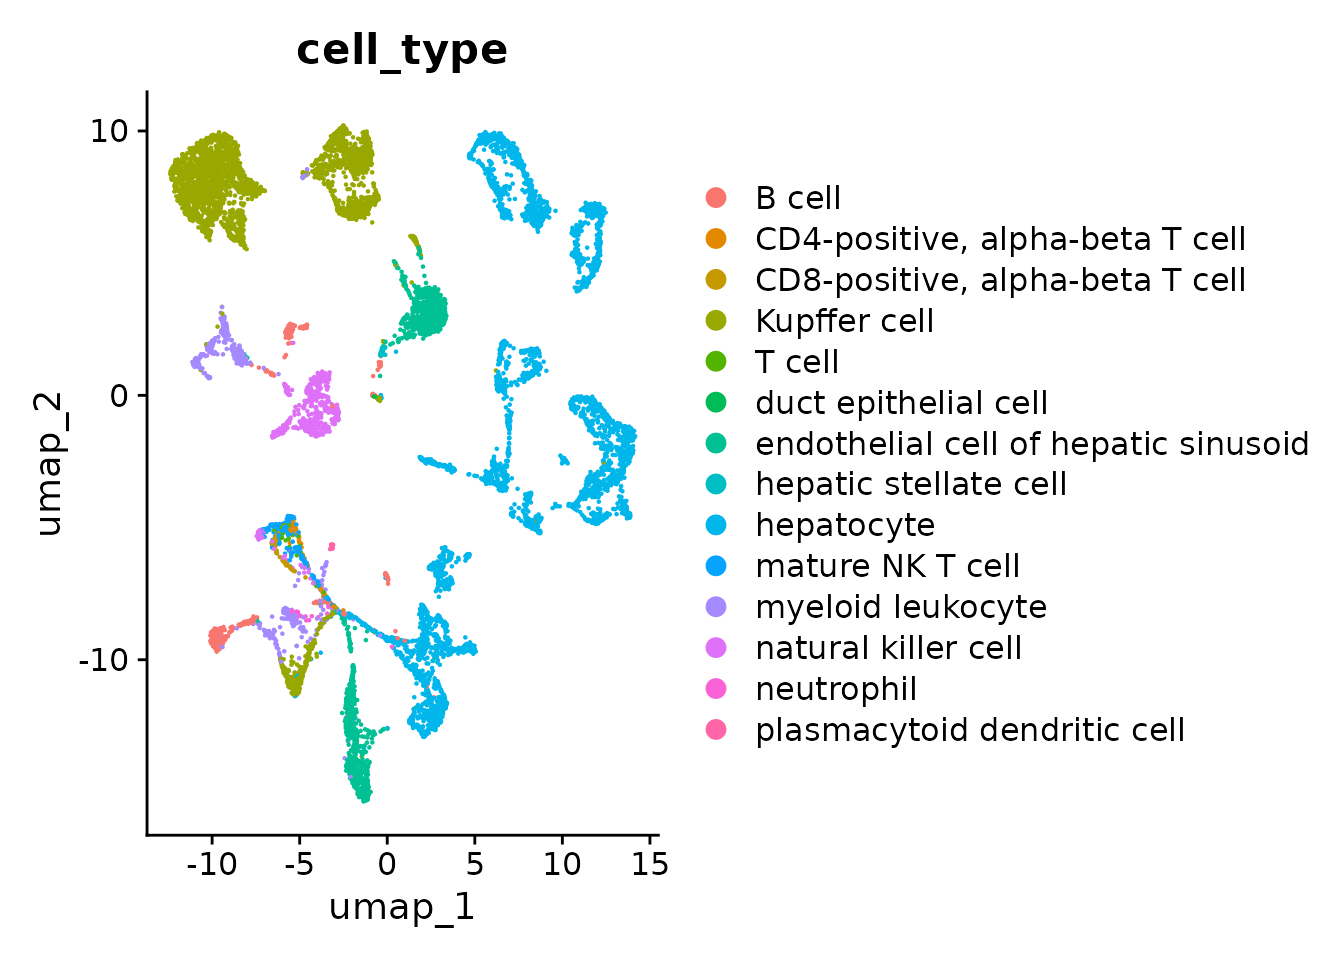 cell_type
10
0
-10
umap_2
-10 -5 0 5 10 15
umap_1
B cell
CD4-positive, alpha-beta T cell
CD8-positive, alpha-beta T cell
Kupffer cell
T cell
duct epithelial cell
endothelial cell of hepatic sinusoid
hepatic stellate cell
hepatocyte
mature NK T cell
myeloid leukocyte
natural killer cell
neutrophil
plasmacytoid dendritic cell